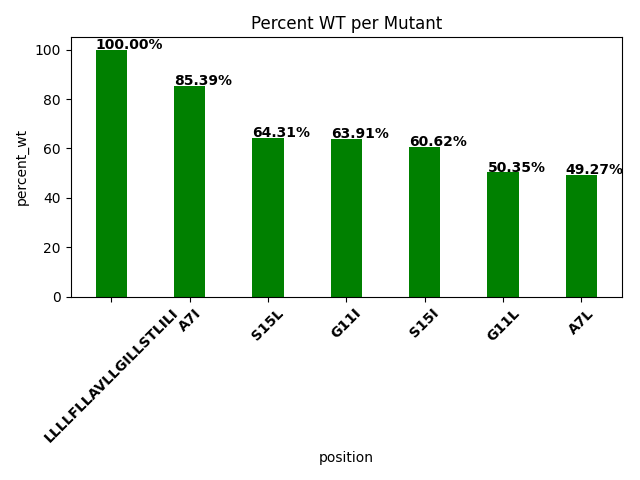 Percent WT per Mutant
percent_wt
100
80
60
40
20
0
100.00%
85.39%
64.31%
63.91%
60.62%
50.35%
49.27%
LLLLFLLAVLLGILLSTLILI
A7I
S15L
G11I
S15I
G11L
A7L
position